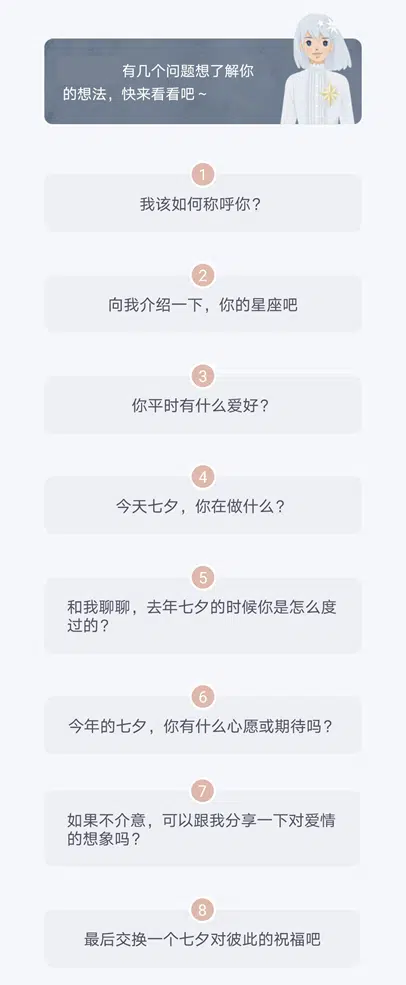 有几个问题想了解你
的想法，快来看看吧～
1
我该如何称呼你？
2
向我介绍一下，你的星座吧
3
你平时有什么爱好？
4
今天七夕，你在做什么？
5
和我聊聊，去年七夕的时候你是怎么度
过的？
6
今年的七夕，你有什么心愿或期待吗？
7
如果不介意，可以跟我分享一下对爱情
的想象吗？
8
最后交换一个七夕对彼此的祝福吧